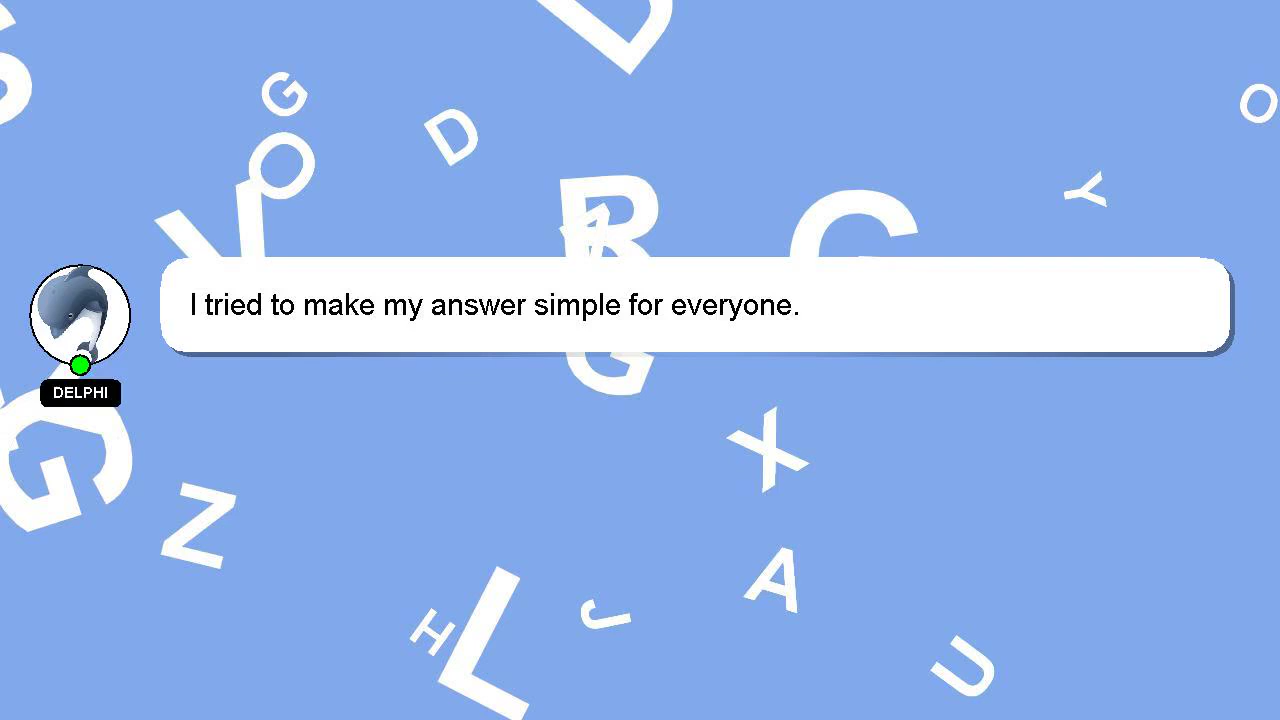 S
D
G
D
O
O
V
R
A
C
Y
I tried to make my answer simple for everyone.
DELPHI
G
G
X
Z
A
H
L
J
U